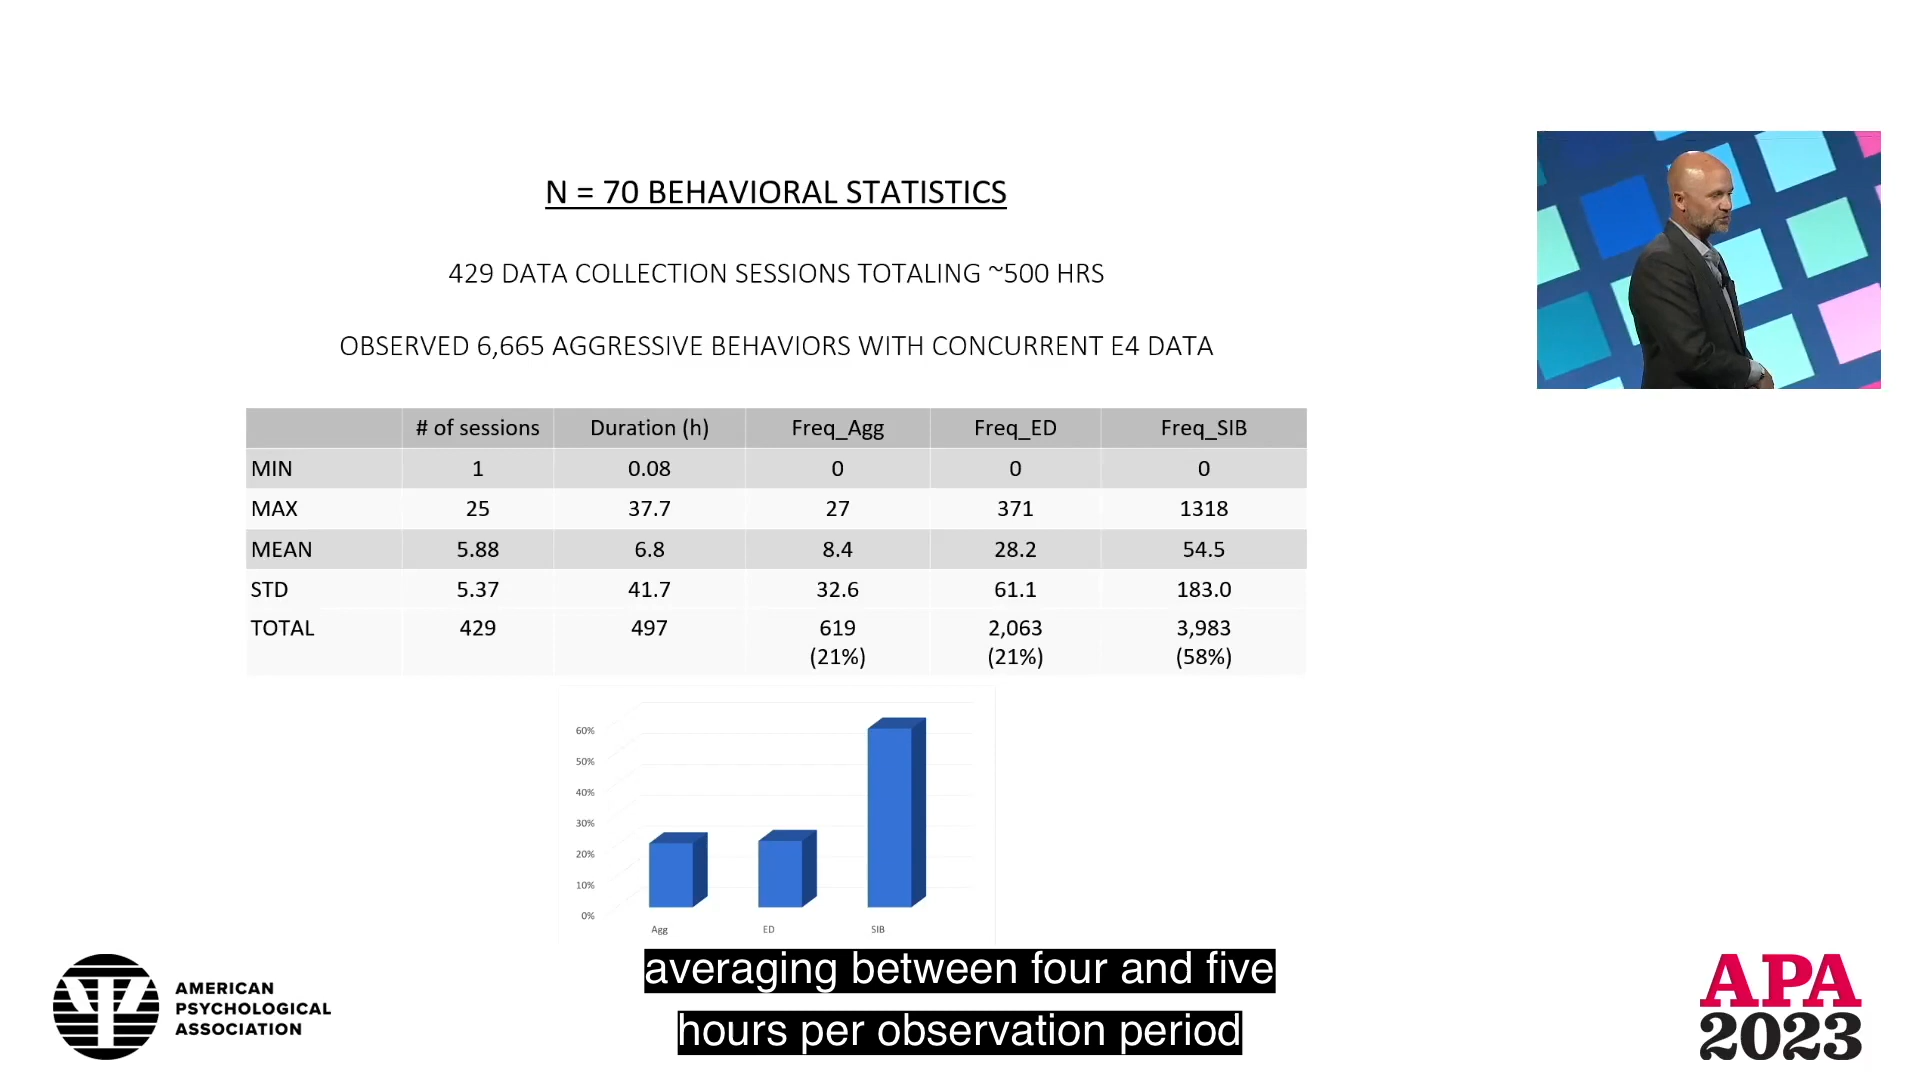 N = 70 BEHAVIORAL STATISTICS
429 DATA COLLECTION SESSIONS TOTALING ~500 HRS
OBSERVED 6,665 AGGRESSIVE BEHAVIORS WITH CONCURRENT E4 DATA
# of sessions Duration (h) Freq_Agg Freq_ED Freq_SIB
MIN 1 0.08 0 0 0
MAX 25 37.7 27 371 1318
MEAN 5.88 6.8 8.4 28.2 54.5
STD 5.37 41.7 32.6 61.1 183.0
TOTAL 429 497 619 2,063 3,983
(21%) (21%) (58%)
60%
50%
40%
30%
20%
10%
0%
Agg ED SIB
averaging between four and five
hours per observation period
AMERICAN
PSYCHOLOGICAL
ASSOCIATION
APA
2023